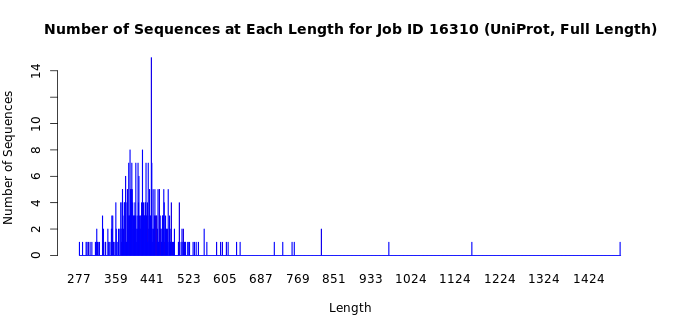 Number of Sequences at Each Length for Job ID 16310 (UniProt, Full Length)
Number of Sequences
14
10
8
6
4
2
0
277 359 441 523 605 687 769 851 933 1024 1124 1224 1324 1424
Length